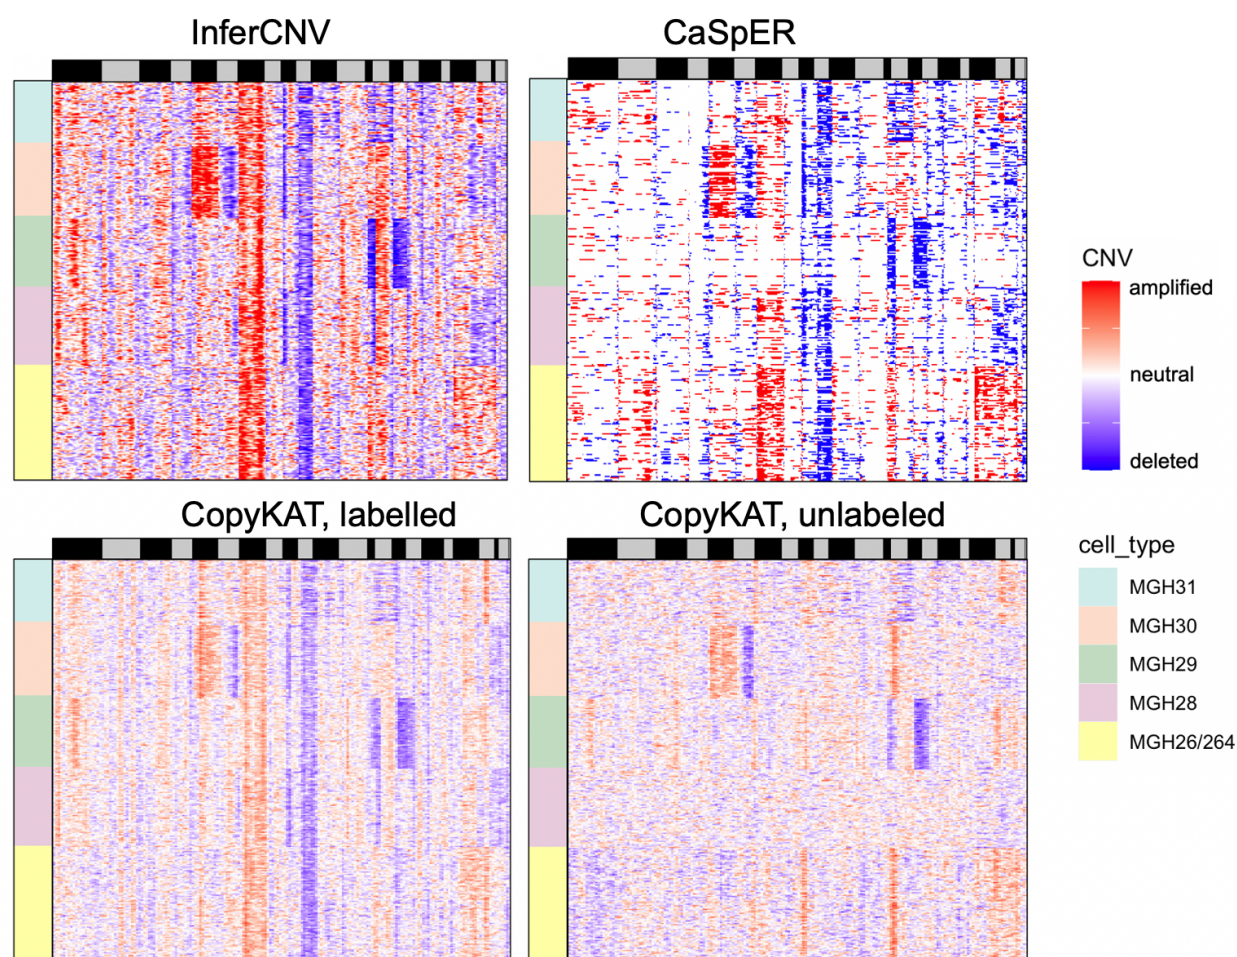 InferCNV
CaSpER
CNV
amplified
neutral
deleted
CopyKAT, labelled
CopyKAT, unlabeled
cell_type
MGH31
MGH30
MGH29
MGH28
MGH26/264